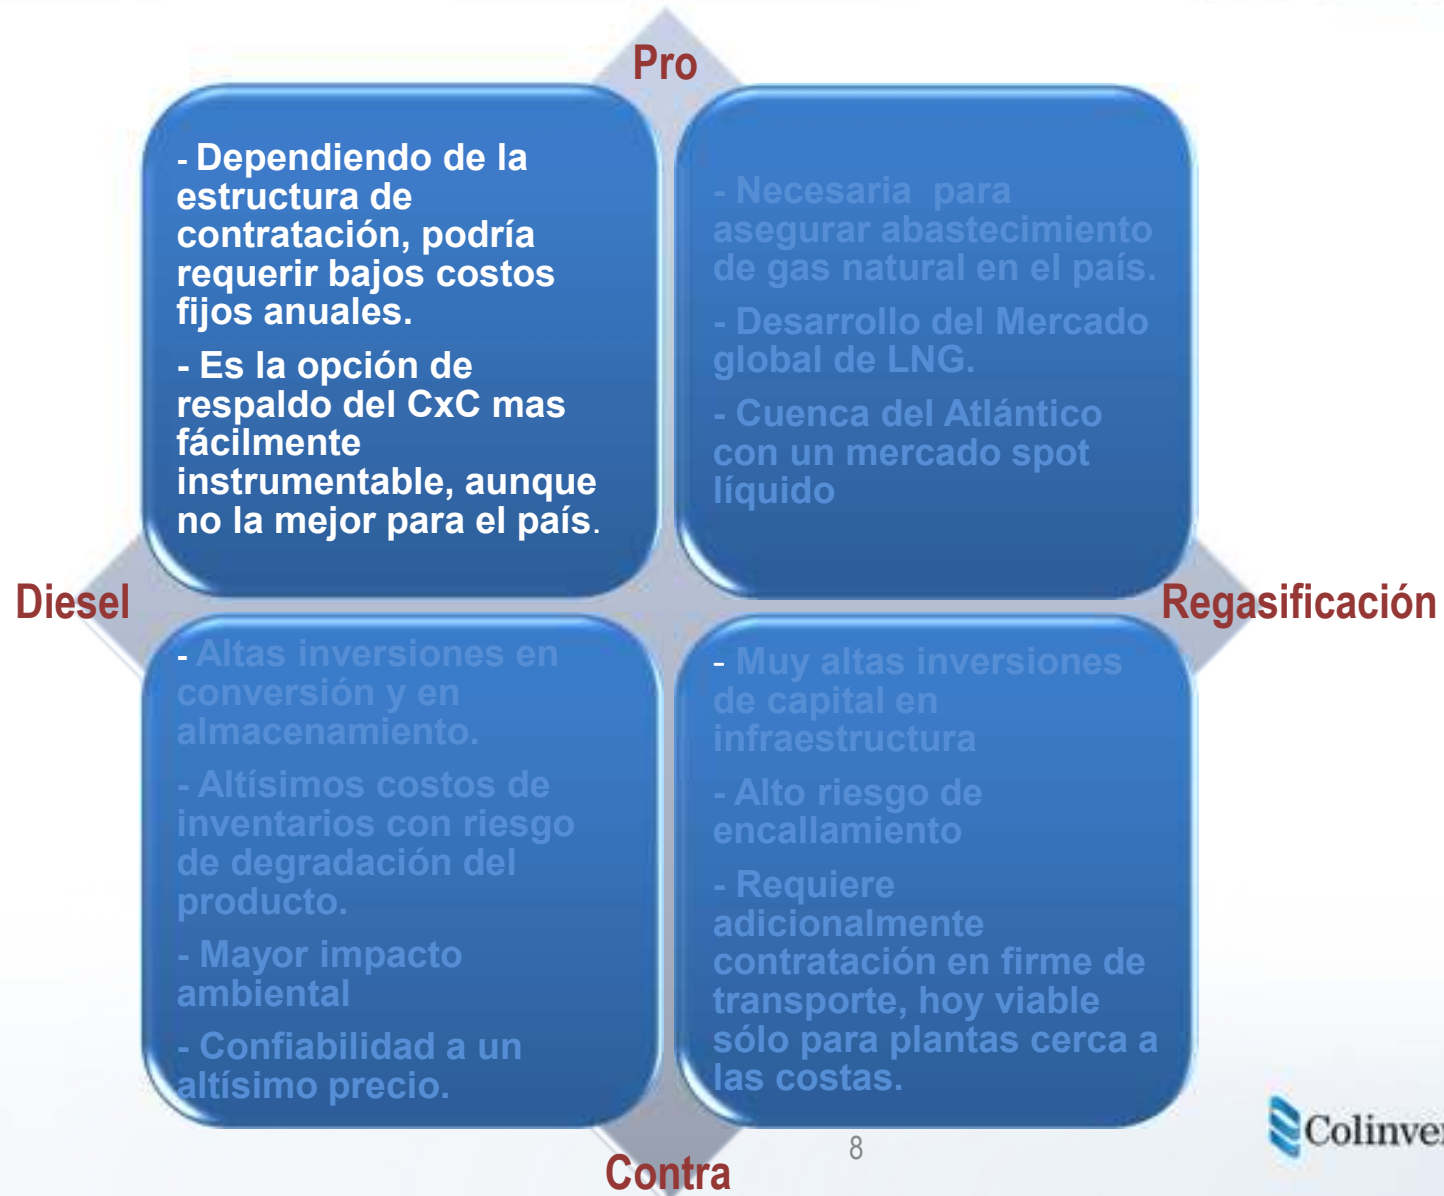 Pro
- Dependiendo de la
estructura de
contratación, podría
requerir bajos costos
fijos anuales.
- Es la opción de
respaldo del CxC mas
fácilmente
instrumentable, aunque
no la mejor para el país.
- Necesaria para
asegurar abastecimiento
de gas natural en el país.
- Desarrollo del Mercado
global de LNG.
- Cuenca del Atlántico
con un mercado spot
líquido
Diesel
Regasificación
- Altas inversiones en
conversión y en
almacenamiento.
- Altísimos costos de
inventarios con riesgo
de degradación del
producto.
- Mayor impacto
ambiental
- Confiabilidad a un
altísimo precio.
- Muy altas inversiones
de capital en
infraestructura
- Alto riesgo de
encallamiento
- Requiere
adicionalmente
contratación en firme de
transporte, hoy viable
sólo para plantas cerca a
las costas.
Contra
8